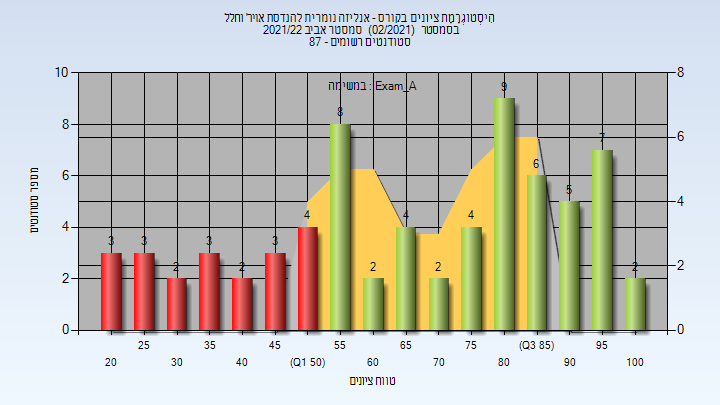 הִיסְטוֹגְרָמַת ציונים בקורס - אנליזה נומרית להנדסת אויר וחלל
בסמסטר (02/2021) סמסטר אביב 2021/22
סטודנטים רשומים - 87
במשימה : Exam_A
10 8 6 4 2 0
מספר סטודנטים
8 6 4 2 0
3 3 2 3 2 3 4 8 2 4 2 4 9 6 5 7 2
25 35 45 55 65 75 (Q3 85) 95
20 30 40 (Q1 50) 60 70 80 90 100
טווח ציונים